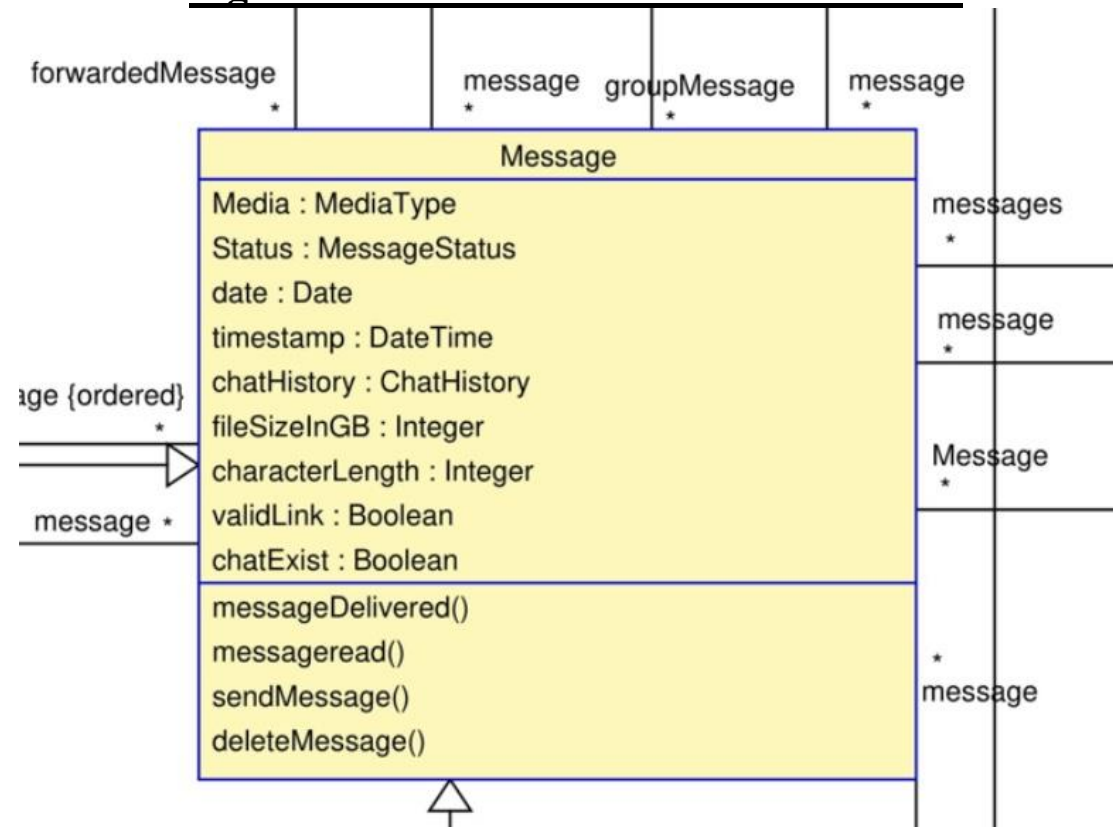 forwardedMessage
*
message
*
groupMessage
*
message
*
Message
Media : MediaType
Status : MessageStatus
date : Date
timestamp : DateTime
chatHistory : ChatHistory
fileSizeInGB : Integer
characterLength : Integer
validLink : Boolean
chatExist : Boolean
messageDelivered()
messageread()
sendMessage()
deleteMessage()
{ordered}
*
message *
messages
*
message
*
Message
*
*
message